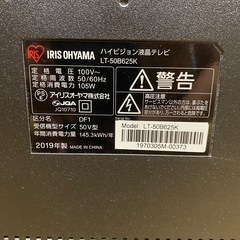 IRIS
IRIS OHYAMA
ハイビジョン液晶テレビ
LT-50B625K
定格電圧 100V~
定格周波数 50/60Hz
定格消費電力 105W
アイリスオーヤマ株式会社
JQA
JQ10710
区分名 DF1
受信機型サイズ 50V型
年間消費電力量 145.3kWh/年
2019年製
警告
Model LT-50B625K
1970305M-00373